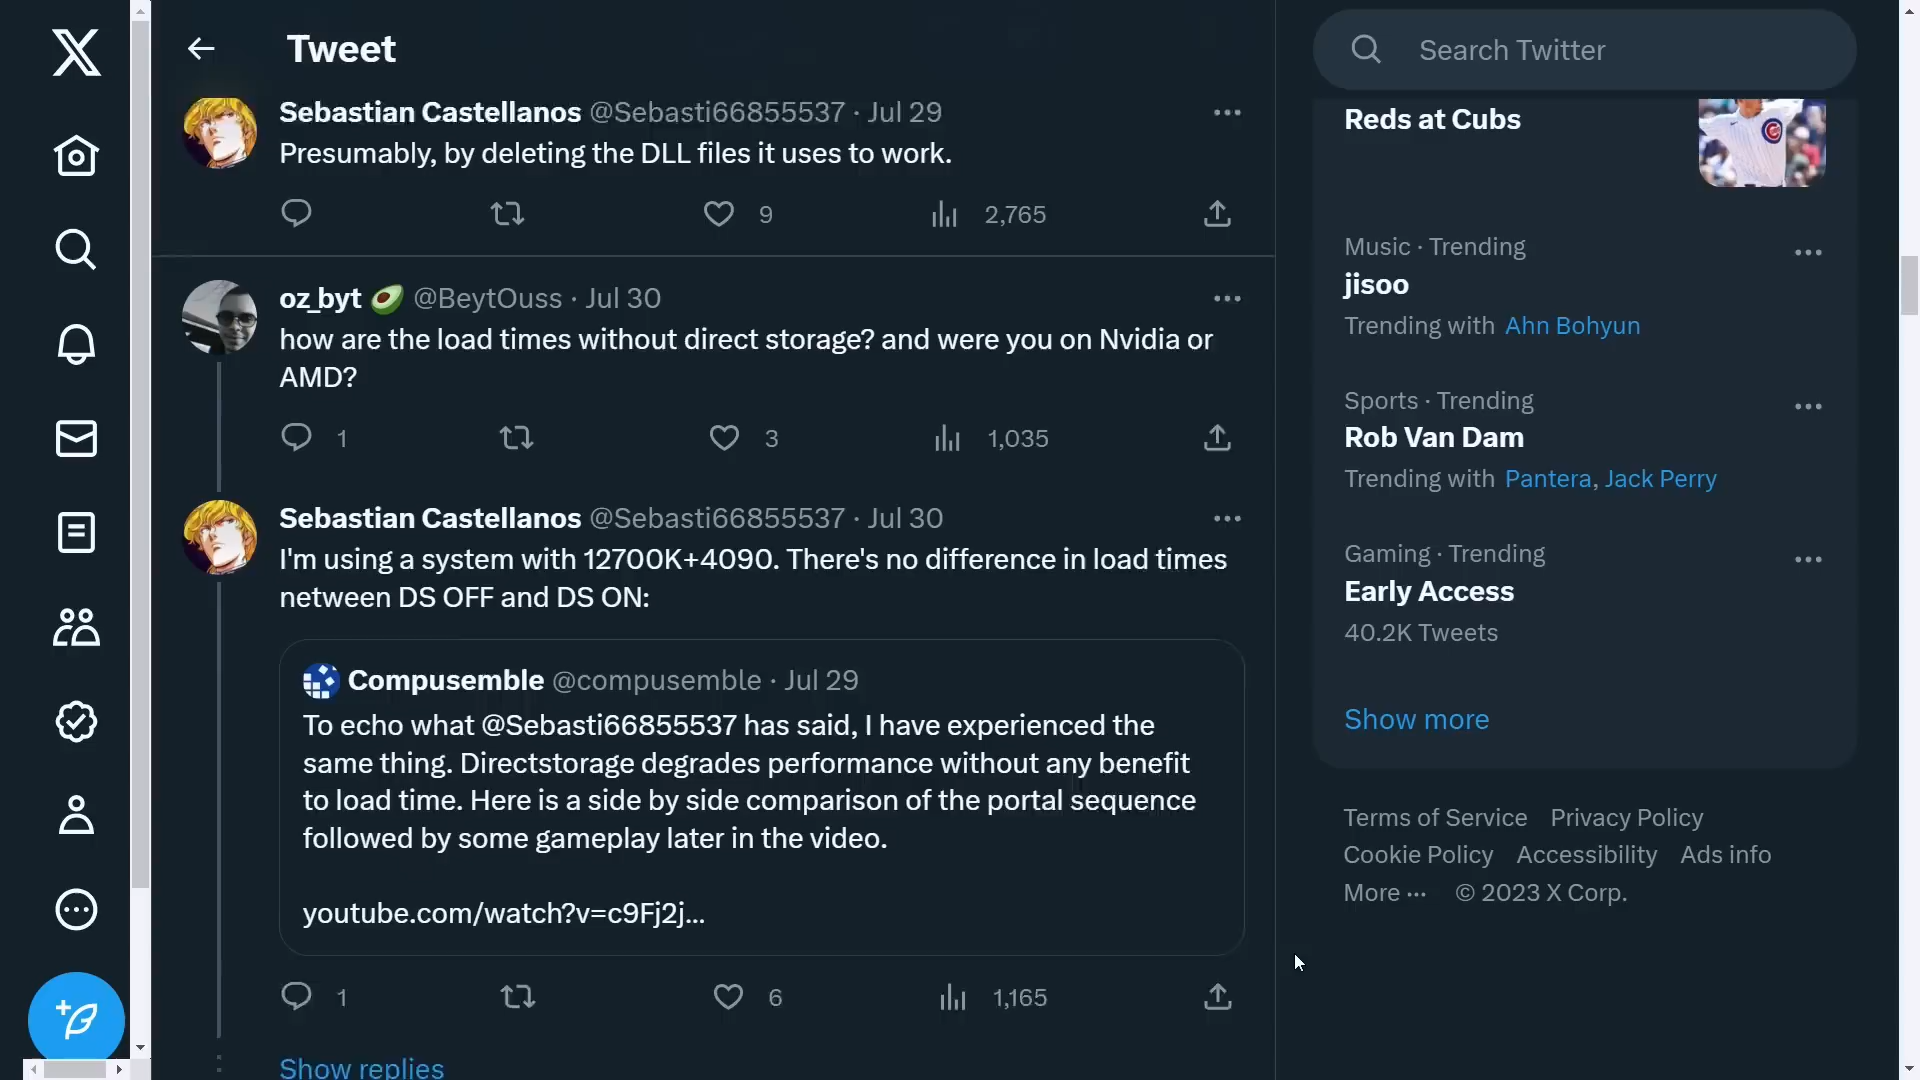 Tweet
Search Twitter
Sebastian Castellanos @Sebasti66855537 · Jul 29
Presumably, by deleting the DLL files it uses to work.
9
2,765
oz_byt 🥑 @BeytOuss · Jul 30
how are the load times without direct storage? and were you on Nvidia or
AMD?
1
3
1,035
Sebastian Castellanos @Sebasti66855537 · Jul 30
I'm using a system with 12700K+4090. There's no difference in load times
netween DS OFF and DS ON:
Compusemble @compusemble · Jul 29
To echo what @Sebasti66855537 has said, I have experienced the
same thing. Directstorage degrades performance without any benefit
to load time. Here is a side by side comparison of the portal sequence
followed by some gameplay later in the video.
youtube.com/watch?v=c9Fj2j...
1
6
1,165
Show replies
Reds at Cubs
Music · Trending
jisoo
Trending with Ahn Bohyun
Sports · Trending
Rob Van Dam
Trending with Pantera, Jack Perry
Gaming · Trending
Early Access
40.2K Tweets
Show more
Terms of Service Privacy Policy
Cookie Policy Accessibility Ads info
More ··· © 2023 X Corp.